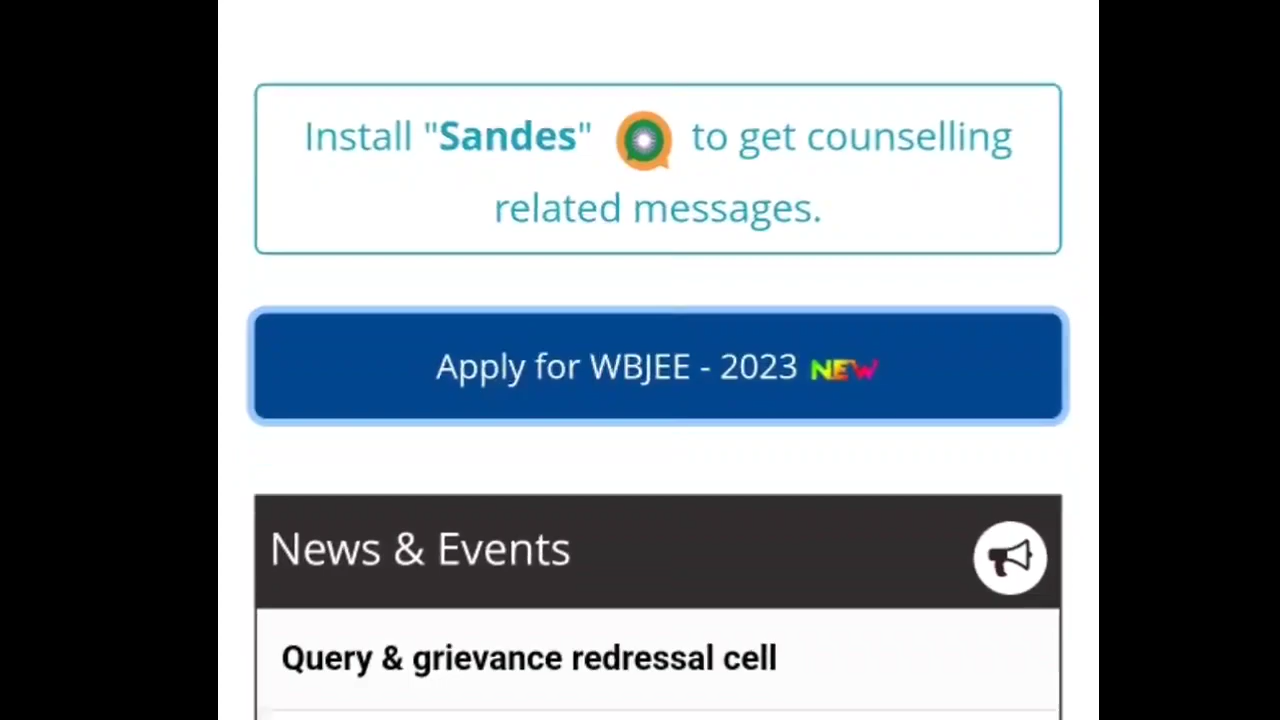 Install "Sandes" to get counselling
related messages.
Apply for WBJEE - 2023 NEW
News & Events
Query & grievance redressal cell